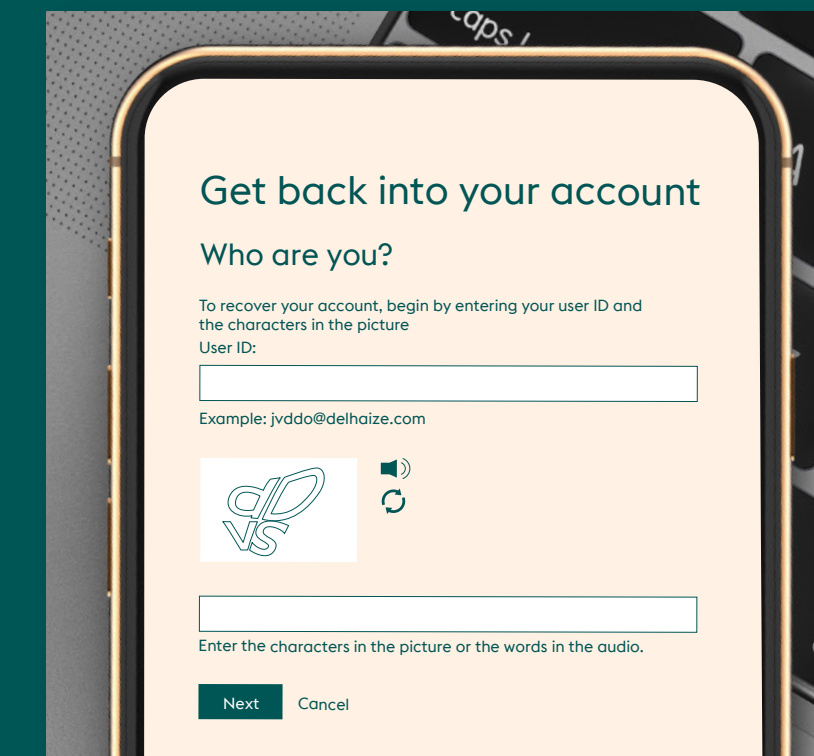 caps l
Get back into your account
Who are you?
To recover your account, begin by entering your user ID and
the characters in the picture
User ID:
Example: jvddo@delhaize.com
dD
VS
Enter the characters in the picture or the words in the audio.
Next Cancel